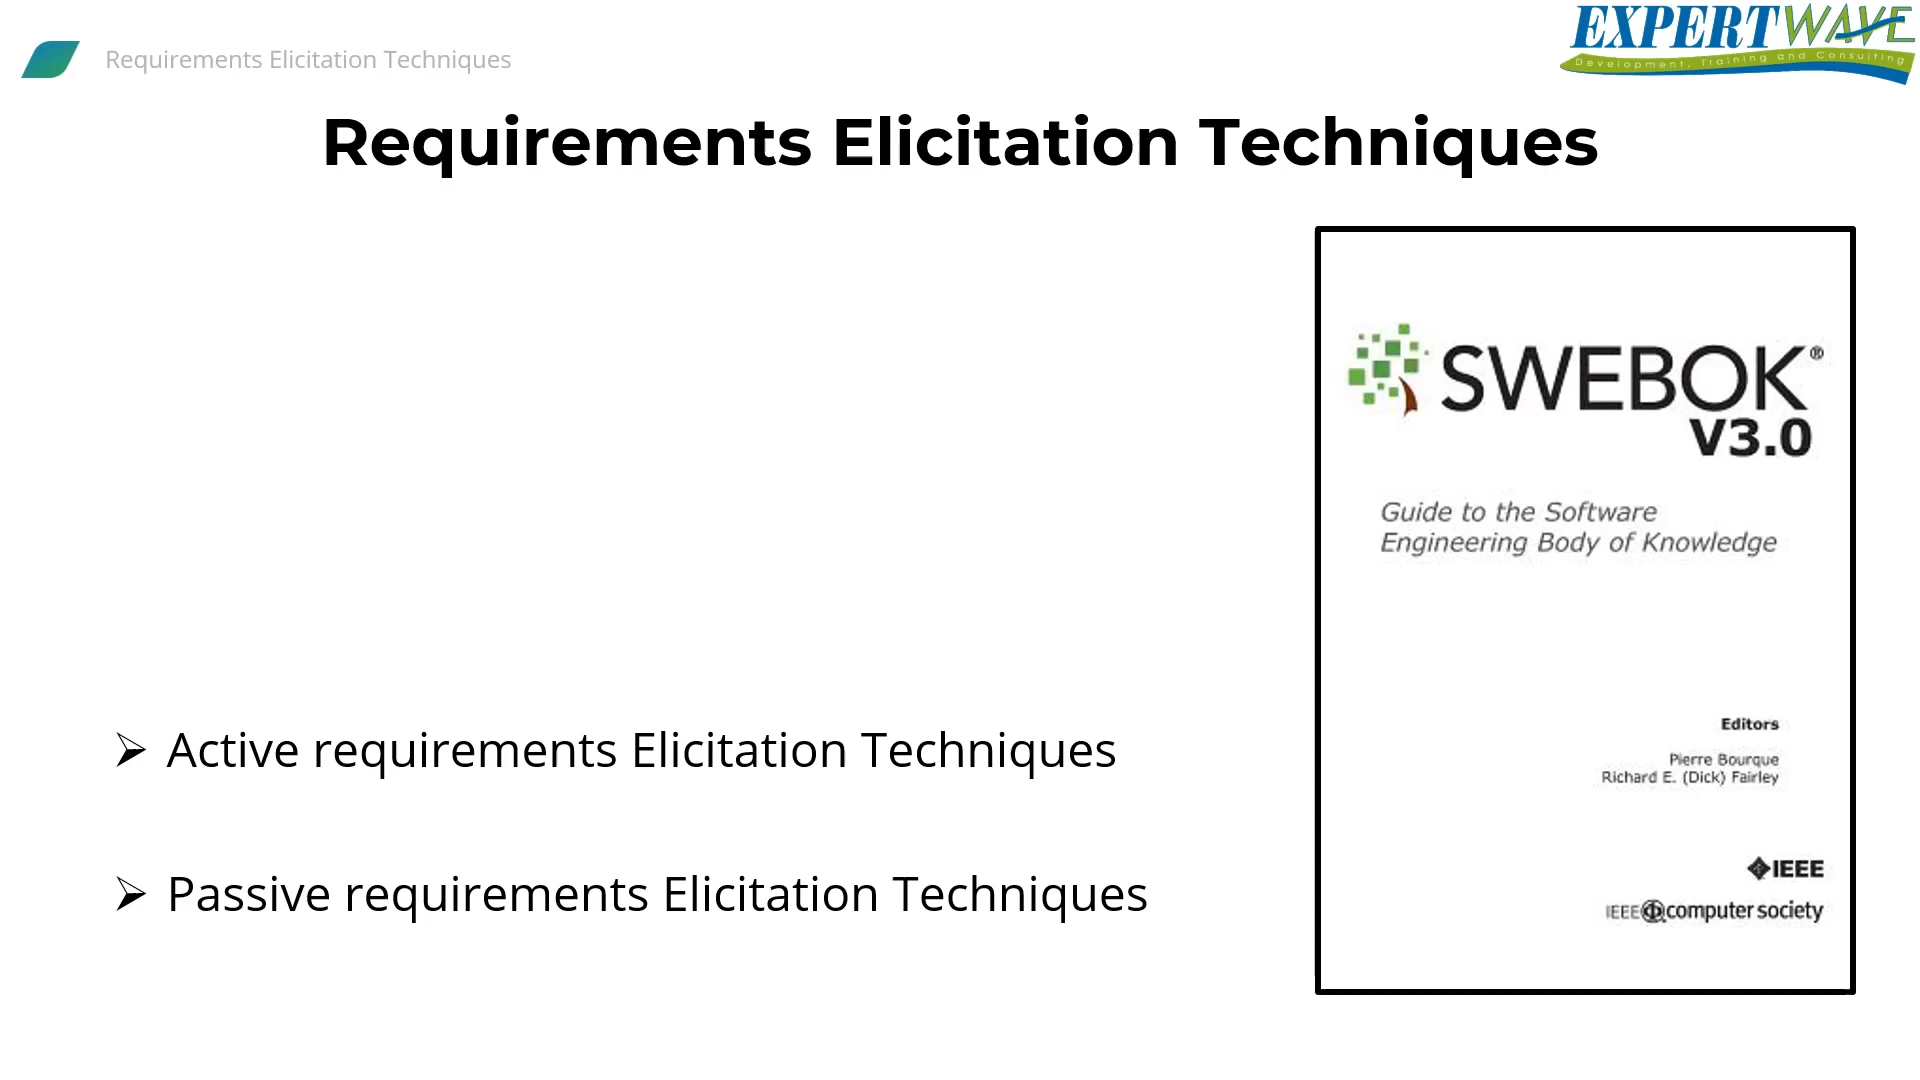 Requirements Elicitation Techniques
EXPERTWAVE
Development, Training and Consulting
Requirements Elicitation Techniques
SWEBOK®
V3.0
Guide to the Software
Engineering Body of Knowledge
Editors
Pierre Bourque
Richard E. (Dick) Fairley
IEEE
IEEE computer society
➢ Active requirements Elicitation Techniques
➢ Passive requirements Elicitation Techniques